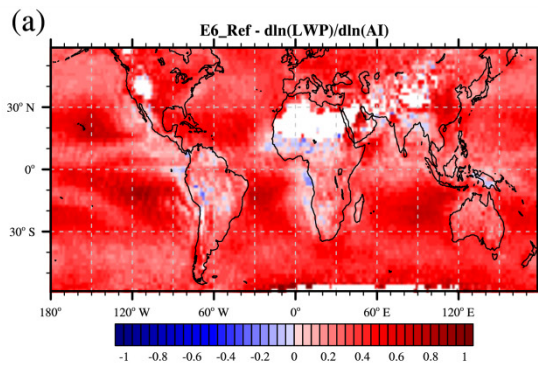 (a)
E6_Ref - dln(LWP)/dln(AI)
30° N
0°
30° S
180° 120° W 60° W 0° 60° E 120° E
-1 -0.8 -0.6 -0.4 -0.2 0 0.2 0.4 0.6 0.8 1